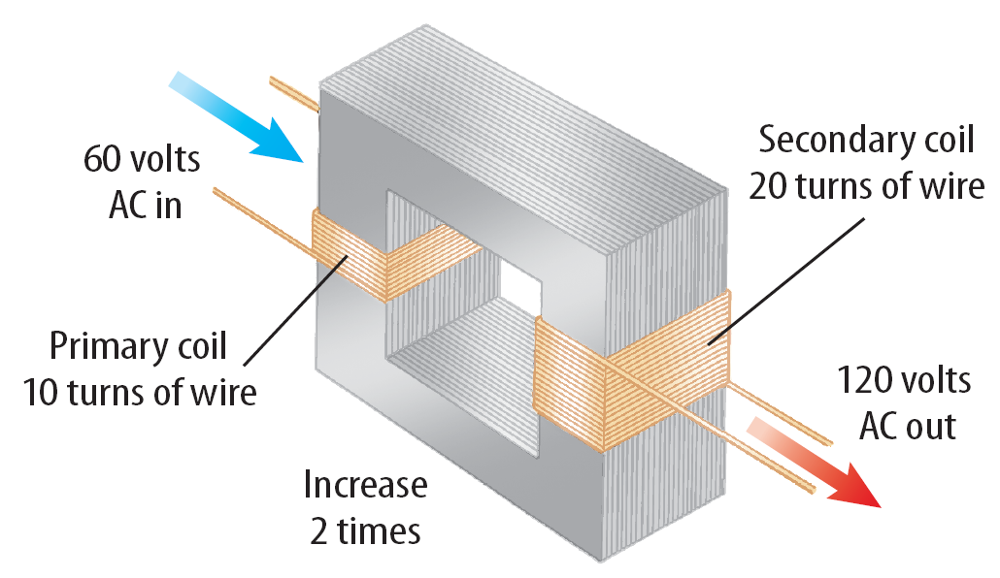 60 volts
AC in
Secondary coil
20 turns of wire
Primary coil
10 turns of wire
120 volts
AC out
Increase
2 times